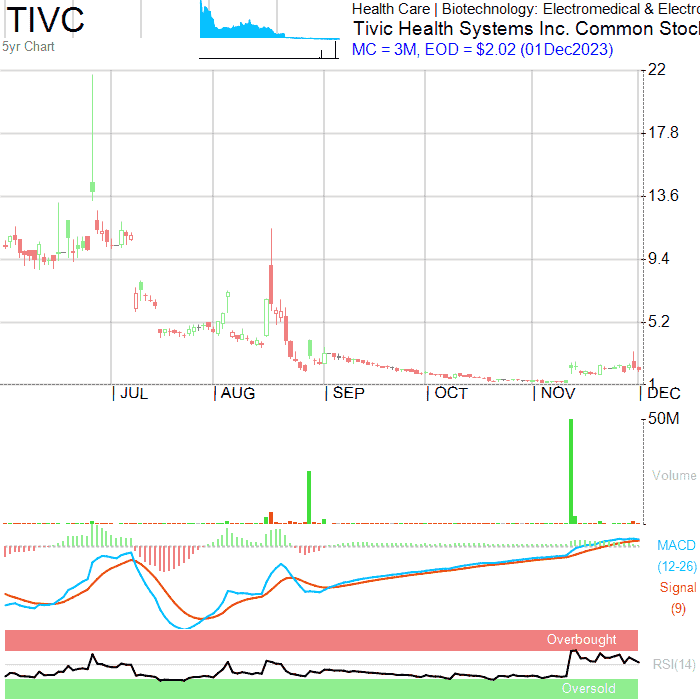 TIVC
5yr Chart
Health Care | Biotechnology: Electromedical & Electro
Tivic Health Systems Inc. Common Stoc
MC = 3M, EOD = $2.02 (01Dec2023)
22
17.8
13.6
9.4
5.2
1
JUL AUG SEP OCT NOV DEC
50M
Volume
MACD
(12-26)
Signal
(9)
Overbought
RSI(14)
Oversold